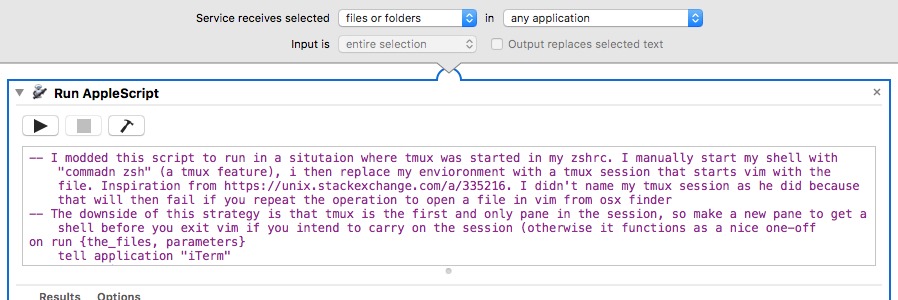 Service receives selected files or folders in any application
Input is entire selection Output replaces selected text
Run AppleScript
-- I modded this script to run in a situtaion where tmux was started in my zshrc. I manually start my shell with
"commadn zsh" (a tmux feature), i then replace my envioronment with a tmux session that starts vim with the
file. Inspiration from https://unix.stackexchange.com/a/335216. I didn't name my tmux session as he did because
that will then fail if you repeat the operation to open a file in vim from osx finder
-- The downside of this strategy is that tmux is the first and only pane in the session, so make a new pane to get a
shell before you exit vim if you intend to carry on the session (otherwise it functions as a nice one-off
on run {the_files, parameters}
tell application "iTerm"
Results Options